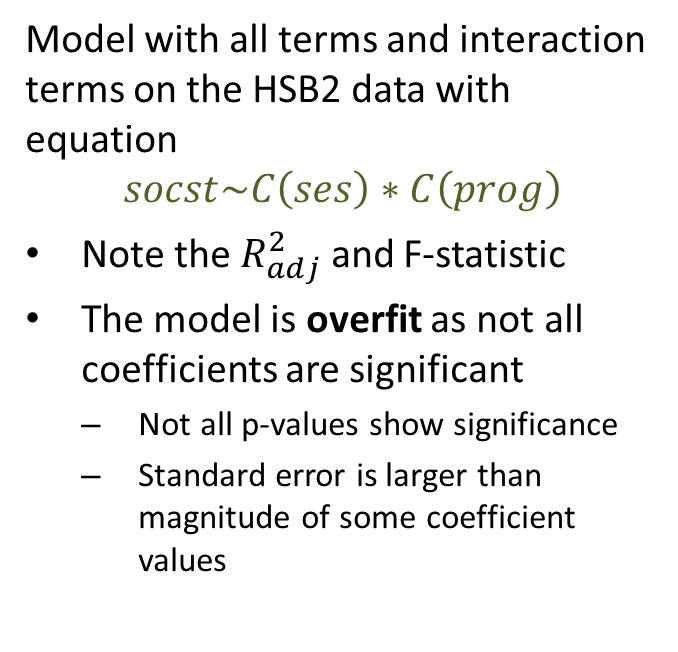 Model with all terms and interaction
terms on the HSB2 data with
equation
socst~C(ses) * C(prog)
• Note the R²adj and F-statistic
• The model is overfit as not all
coefficients are significant
– Not all p-values show significance
– Standard error is larger than
magnitude of some coefficient
values